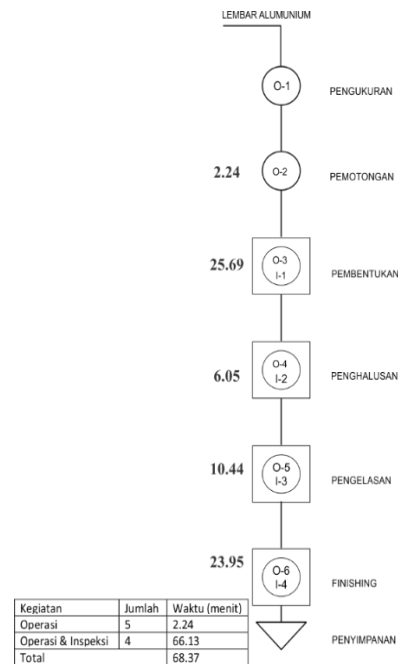 LEMBAR ALUMUNIUM
O-1 PENGUKURAN
2.24 O-2 PEMOTONGAN
25.69 O-3 I-1 PEMBENTUKAN
6.05 O-4 I-2 PENGHALUSAN
10.44 O-5 I-3 PENGELASAN
23.95 O-6 I-4 FINISHING
PENYIMPANAN
Kegiatan Jumlah Waktu (menit)
Operasi 5 2.24
Operasi & Inspeksi 4 66.13
Total 68.37